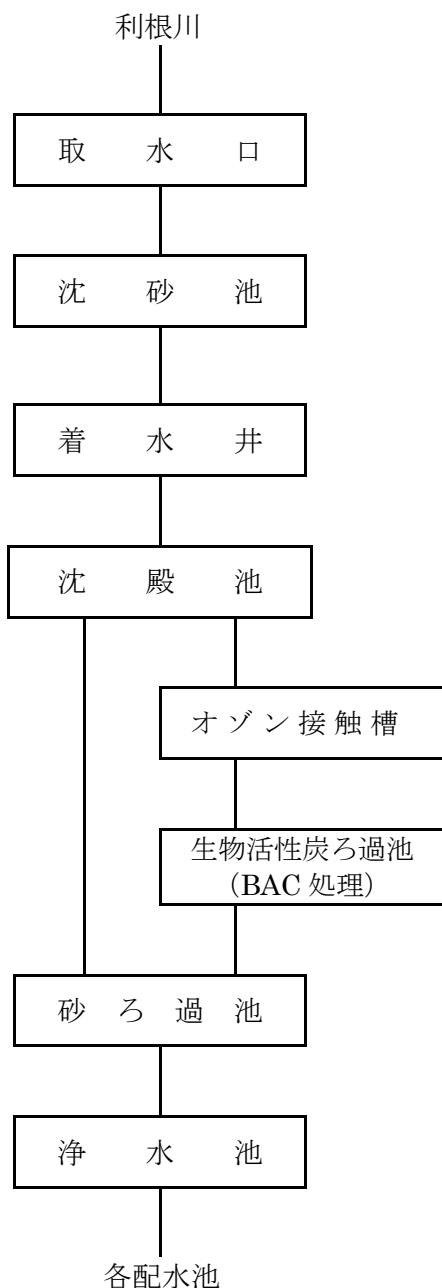 利根川
取水口
沈砂池
着水井
沈殿池
オゾン接触槽
生物活性炭ろ過池
（BAC 処理）
砂ろ過池
浄水池
各配水池